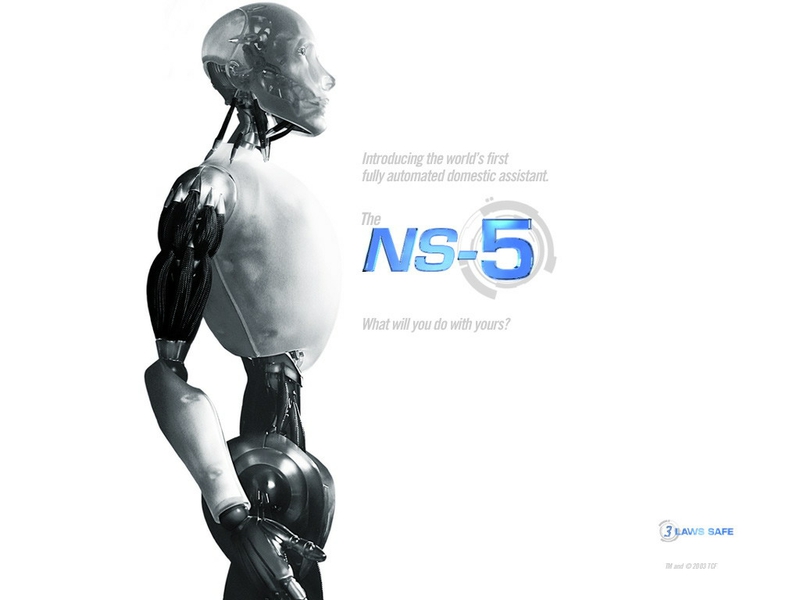 Introducing the world's first
fully automated domestic assistant.
The
NS-5
What will you do with yours?
3 LAWS SAFE
TM and © 2003 TCF